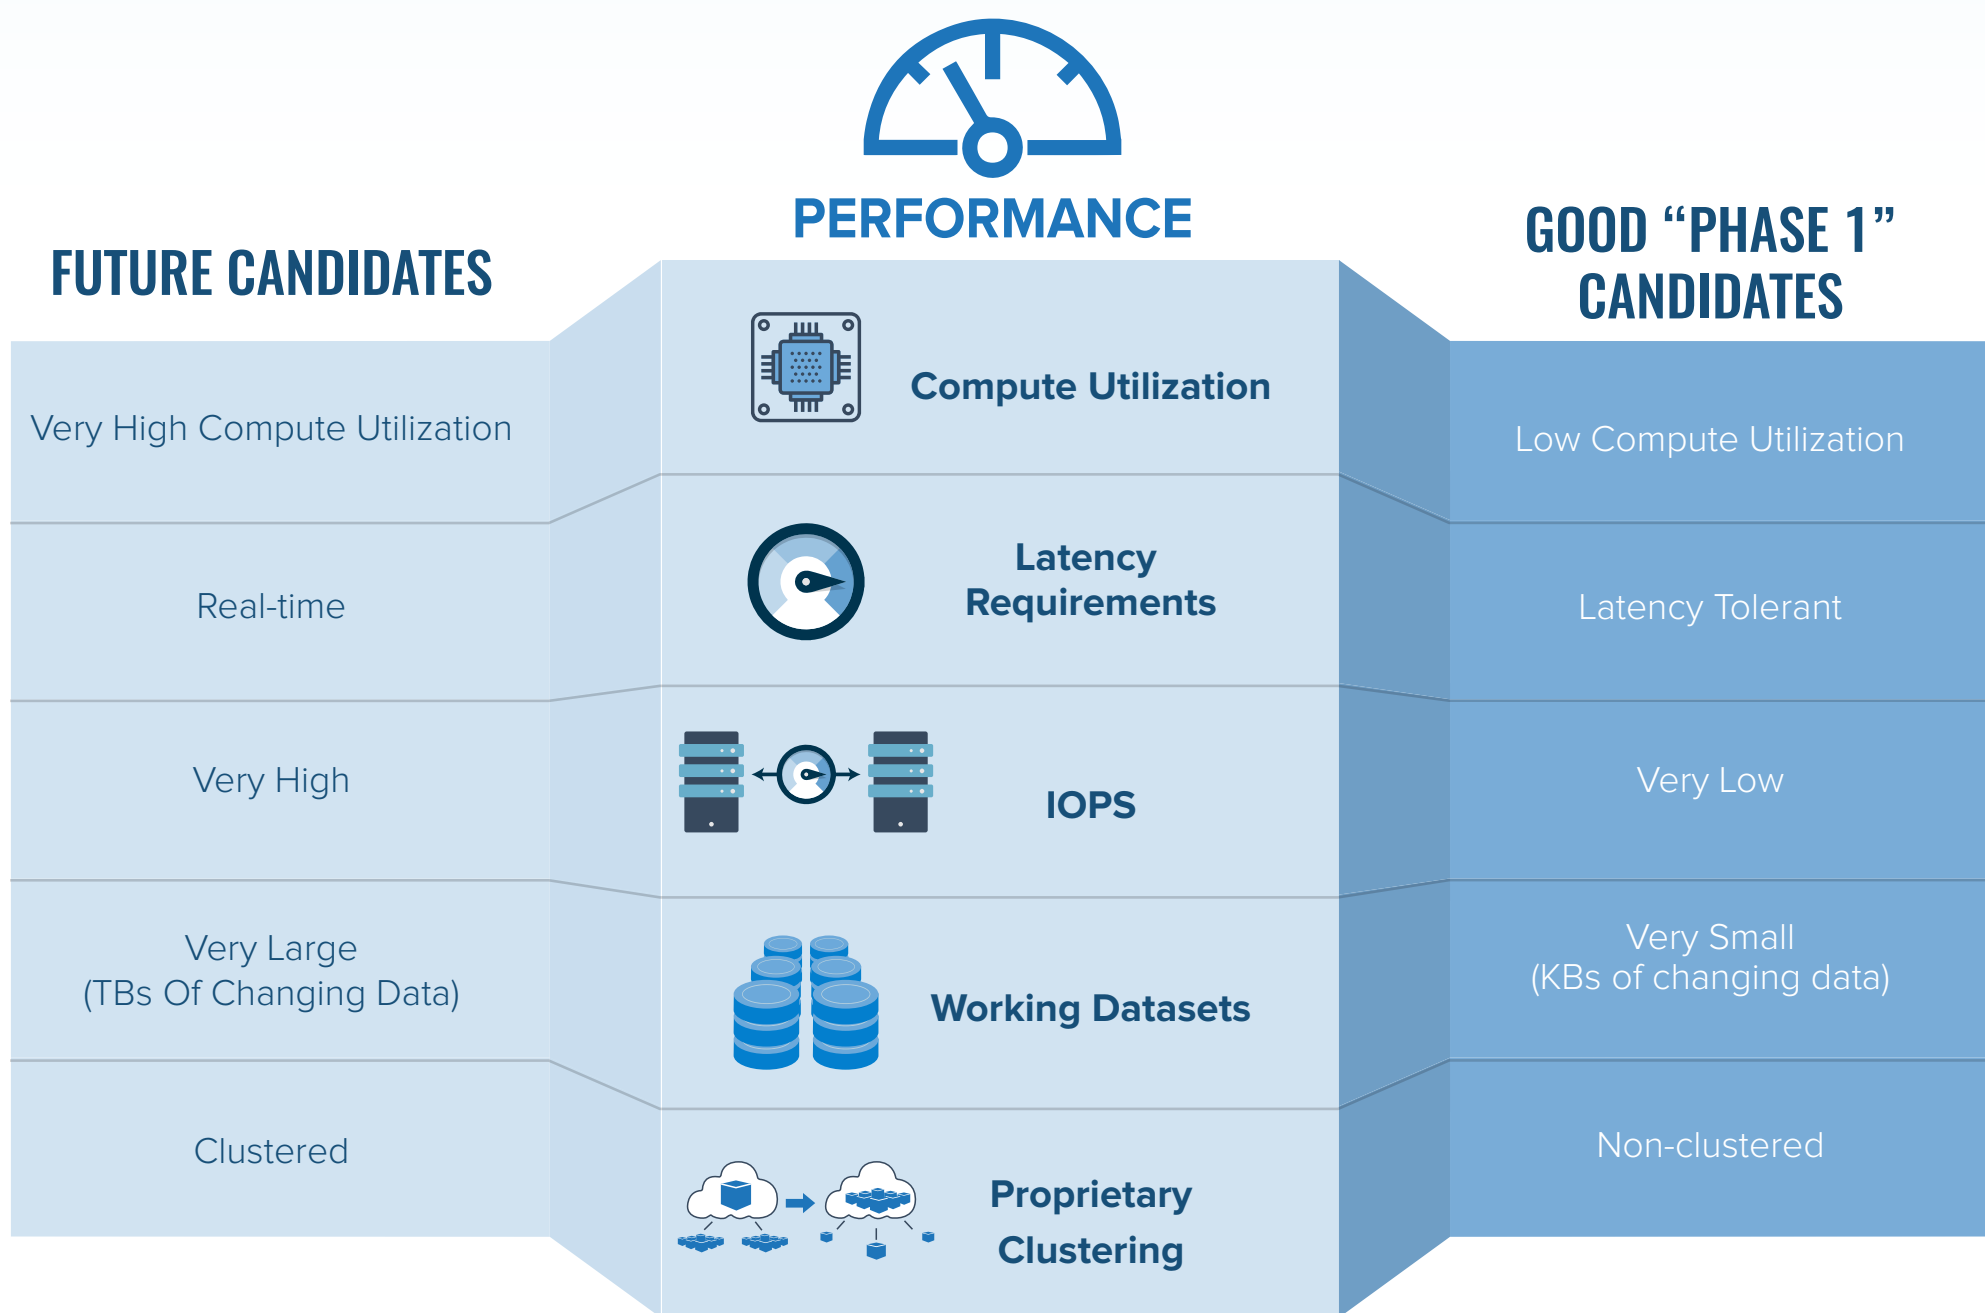 PERFORMANCE
FUTURE CANDIDATES
GOOD “PHASE 1”
CANDIDATES
Very High Compute Utilization
Compute Utilization
Low Compute Utilization
Real-time
Latency
Requirements
Latency Tolerant
Very High
IOPS
Very Low
Very Large
(TBs Of Changing Data)
Working Datasets
Very Small
(KBs of changing data)
Clustered
Proprietary
Clustering
Non-clustered